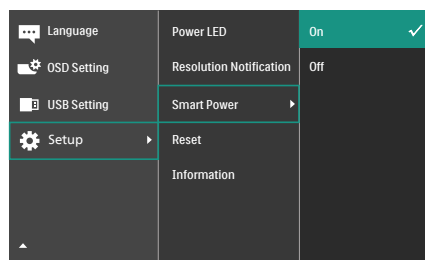 Language
OSD Setting
USB Setting
Setup
Power LED
Resolution Notification
Smart Power
Reset
Information
On
Off